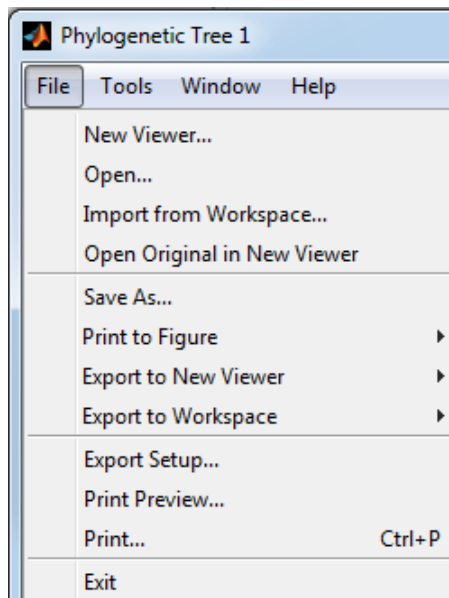 Phylogenetic Tree 1
File Tools Window Help
New Viewer...
Open...
Import from Workspace...
Open Original in New Viewer
Save As...
Print to Figure
Export to New Viewer
Export to Workspace
Export Setup...
Print Preview...
Print... Ctrl+P
Exit